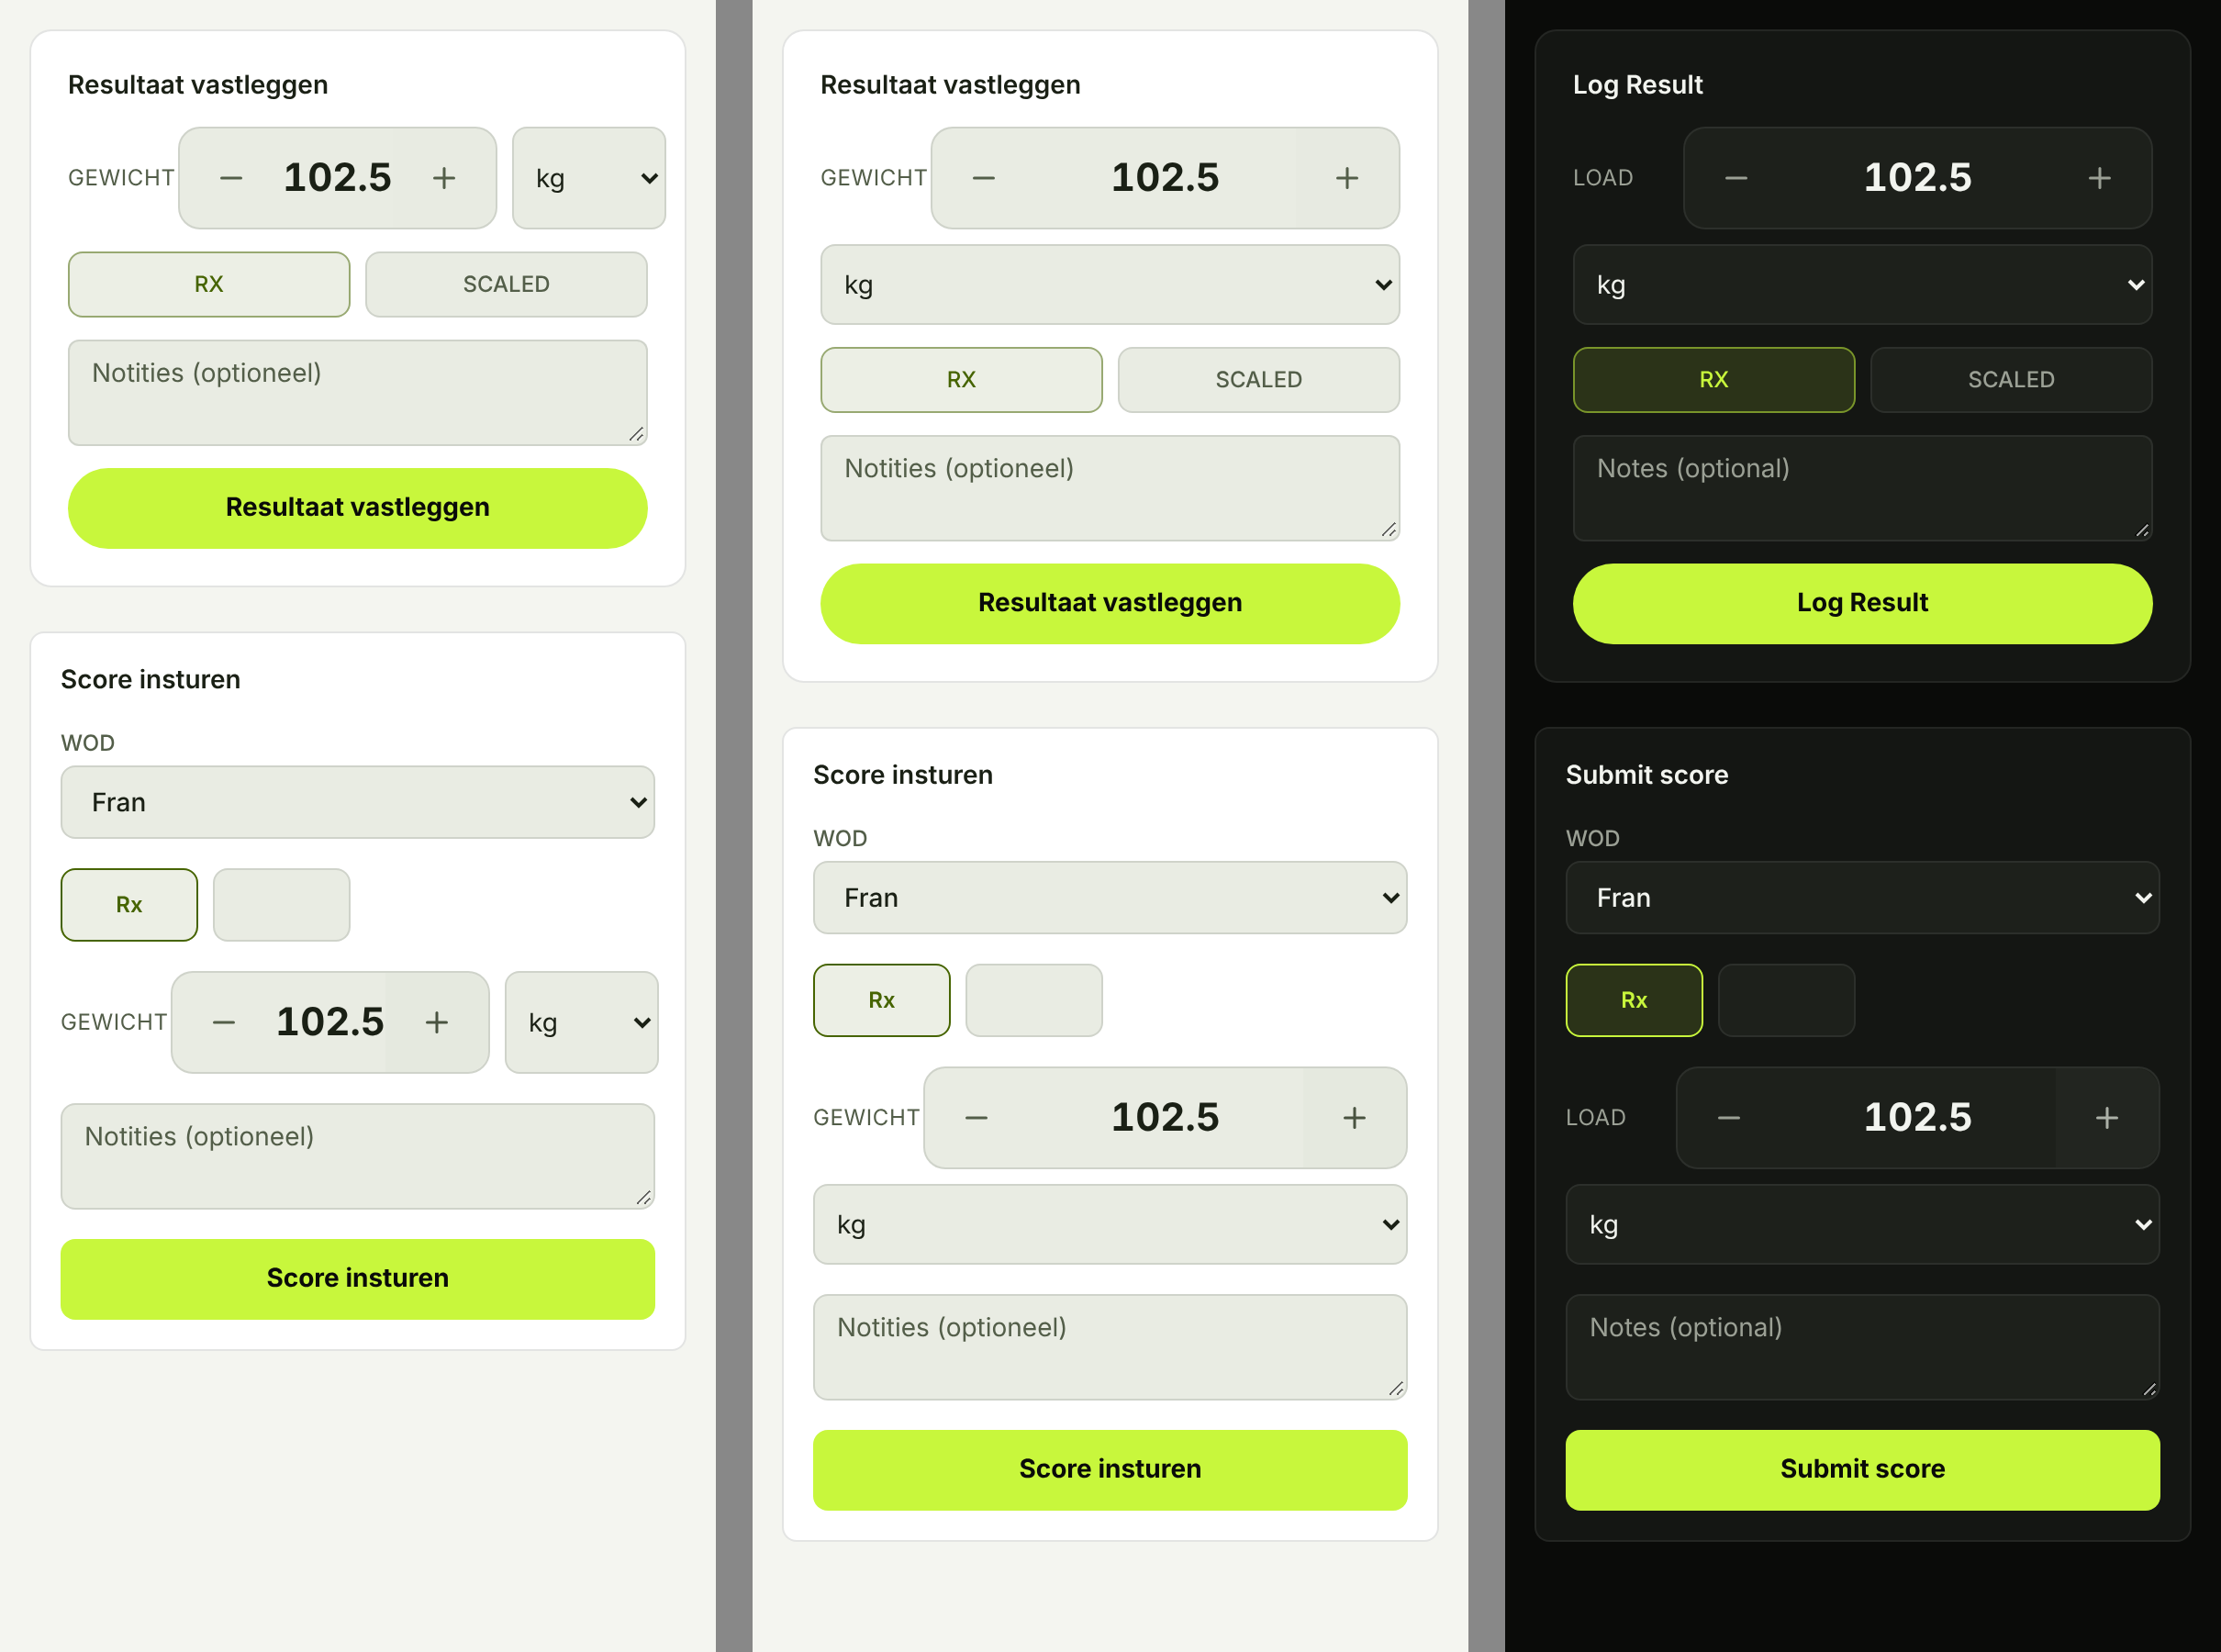 Resultaat vastleggen
GEWICHT − 102.5 + kg
RX SCALED
Notities (optioneel)
Resultaat vastleggen
Score insturen
WOD
Fran
Rx
GEWICHT − 102.5 + kg
Notities (optioneel)
Score insturen
Resultaat vastleggen
GEWICHT − 102.5 +
kg
RX SCALED
Notities (optioneel)
Resultaat vastleggen
Score insturen
WOD
Fran
Rx
GEWICHT − 102.5 +
kg
Notities (optioneel)
Score insturen
Log Result
LOAD − 102.5 +
kg
RX SCALED
Notes (optional)
Log Result
Submit score
WOD
Fran
Rx
LOAD − 102.5 +
kg
Notes (optional)
Submit score